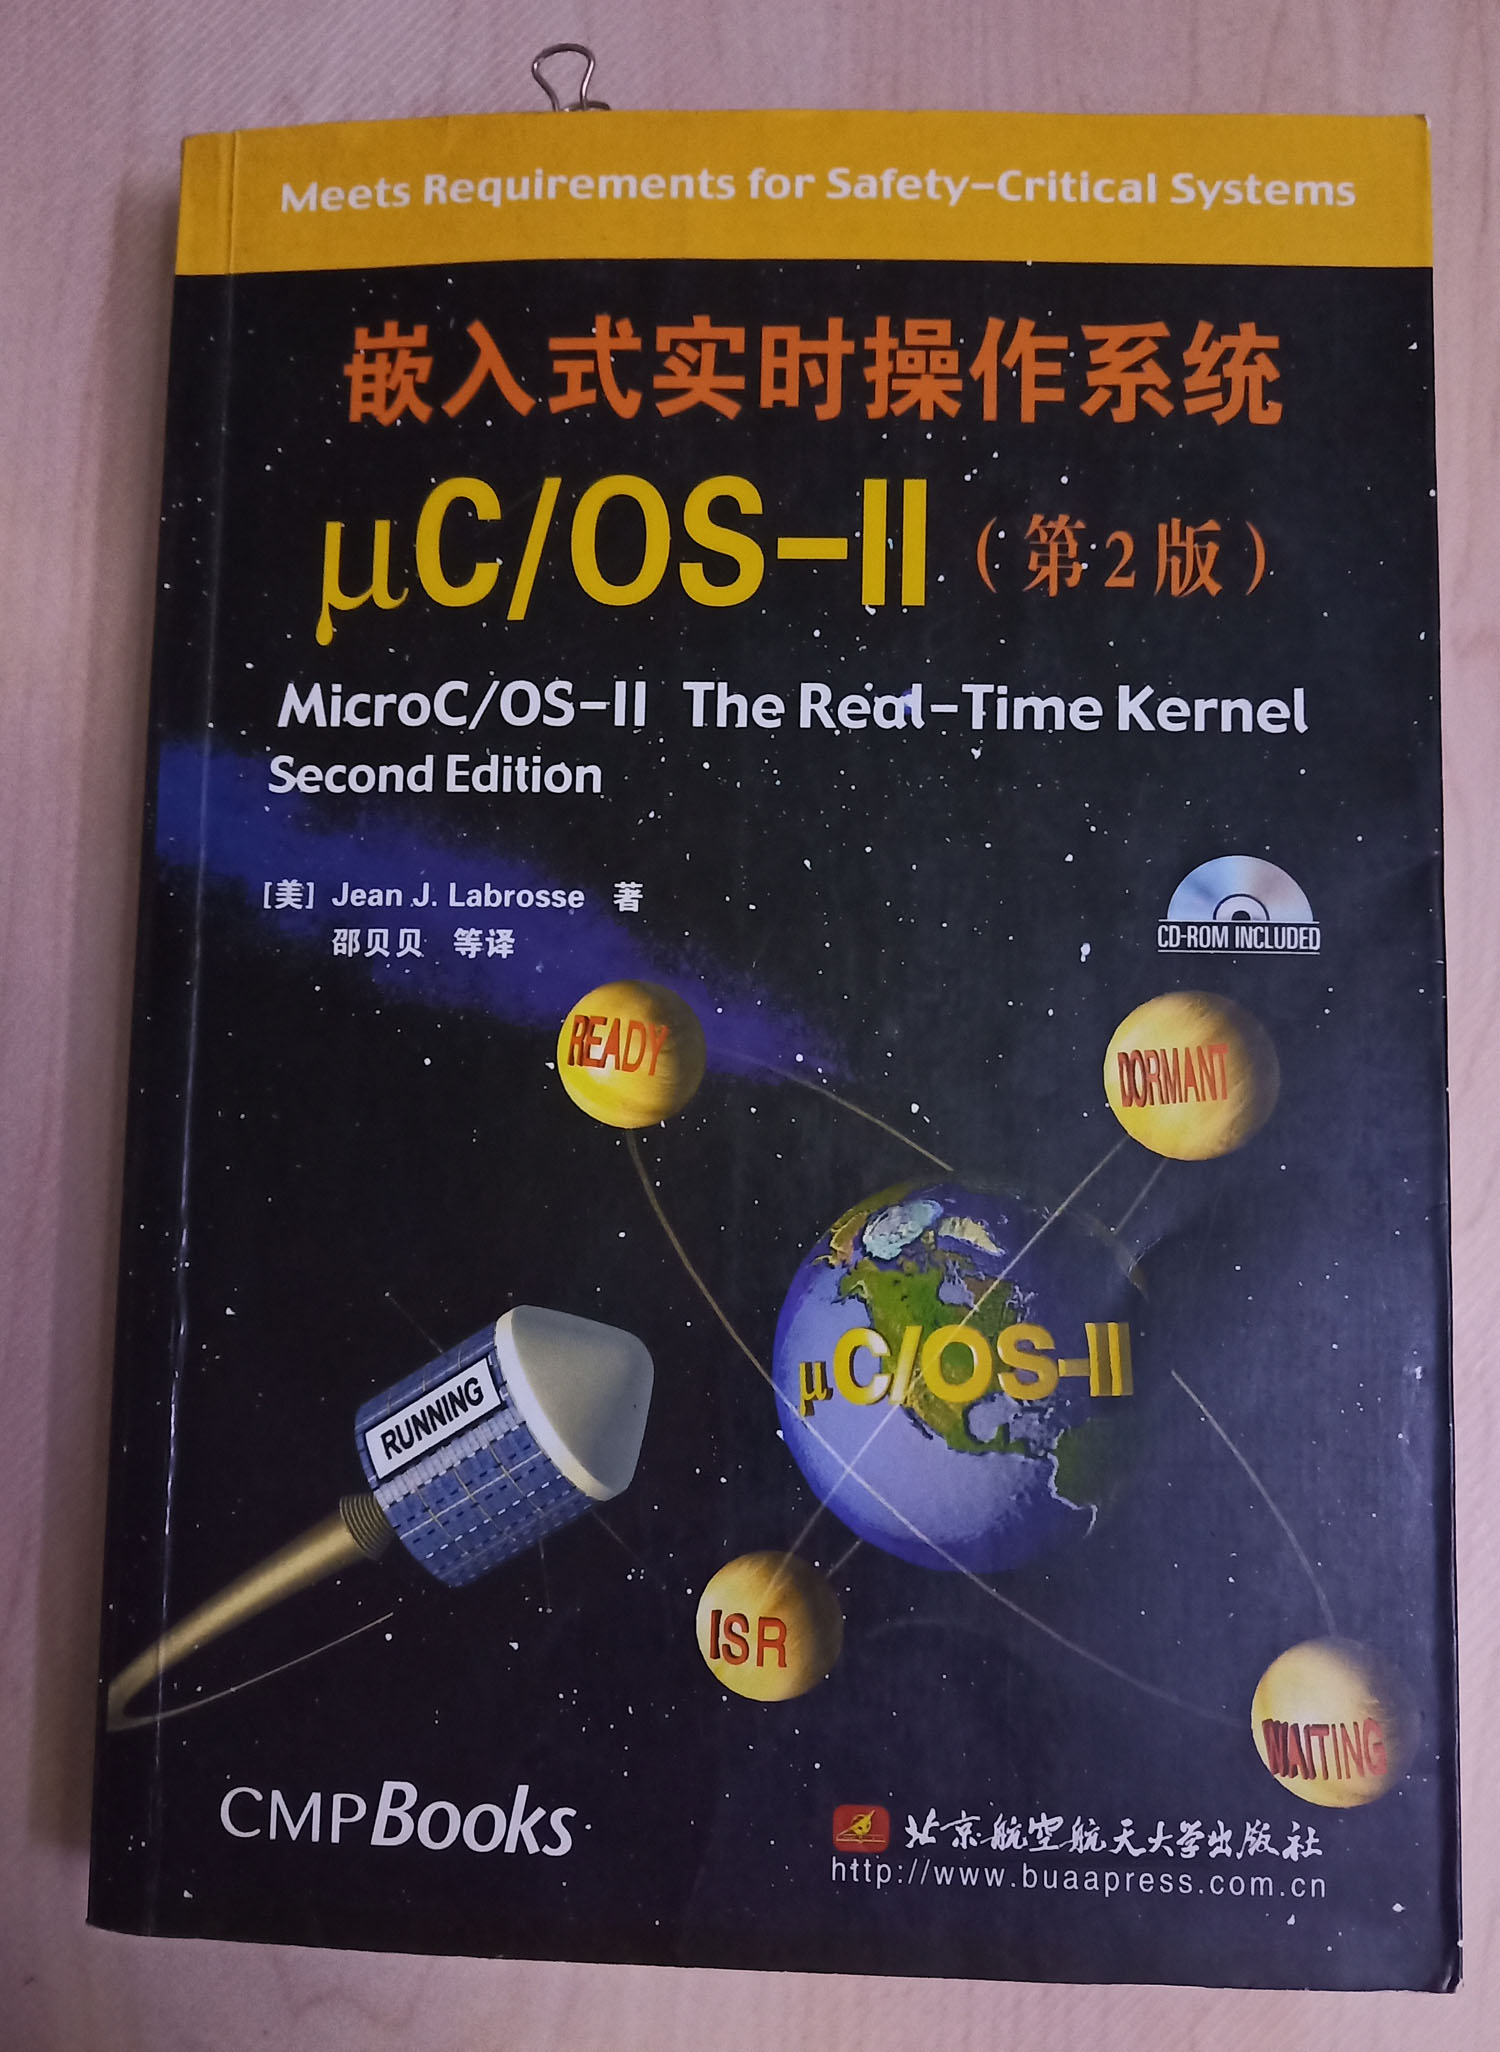 Meets Requirements for Safety-Critical Systems
嵌入式实时操作系统
μC/OS-II（第2版）
MicroC/OS-II The Real-Time Kernel
Second Edition
[美] Jean J. Labrosse 著
邵贝贝 等译
CD-ROM INCLUDED
READY
DORMANT
μC/OS-II
RUNNING
ISR
WAITING
CMPBooks
北京航空航天大学出版社
http://www.buaapress.com.cn